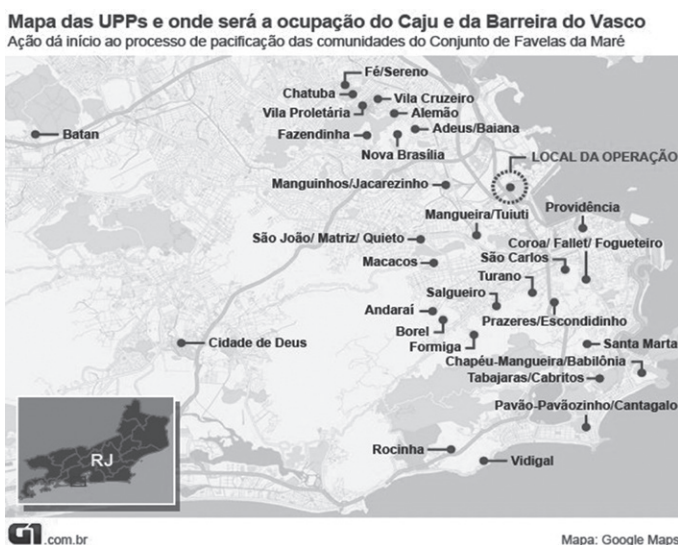 Mapa das UPPs e onde será a ocupação do Caju e da Barreira do Vasco
Ação dá início ao processo de pacificação das comunidades do Conjunto de Favelas da Maré
Fé/Sereno
Chatuba
Vila Cruzeiro
Vila Proletária
Alemão
Batan
Fazendinha
Adeus/Baiana
Nova Brasília
LOCAL DA OPERAÇÃO
Manguinhos/Jacarezinho
Mangueira/Tuiuti
Providência
São João/ Matriz/ Quieto
Coroa/ Fallet/ Fogueteiro
São Carlos
Macacos
Turano
Salgueiro
Andaraí
Prazeres/Escondidinho
Borel
Formiga
Cidade de Deus
Santa Marta
Chapéu-Mangueira/Babilônia
Tabajaras/Cabritos
Pavão-Pavãozinho/Cantagalo
Rocinha
Vidigal
RJ
G1.com.br
Mapa: Google Maps